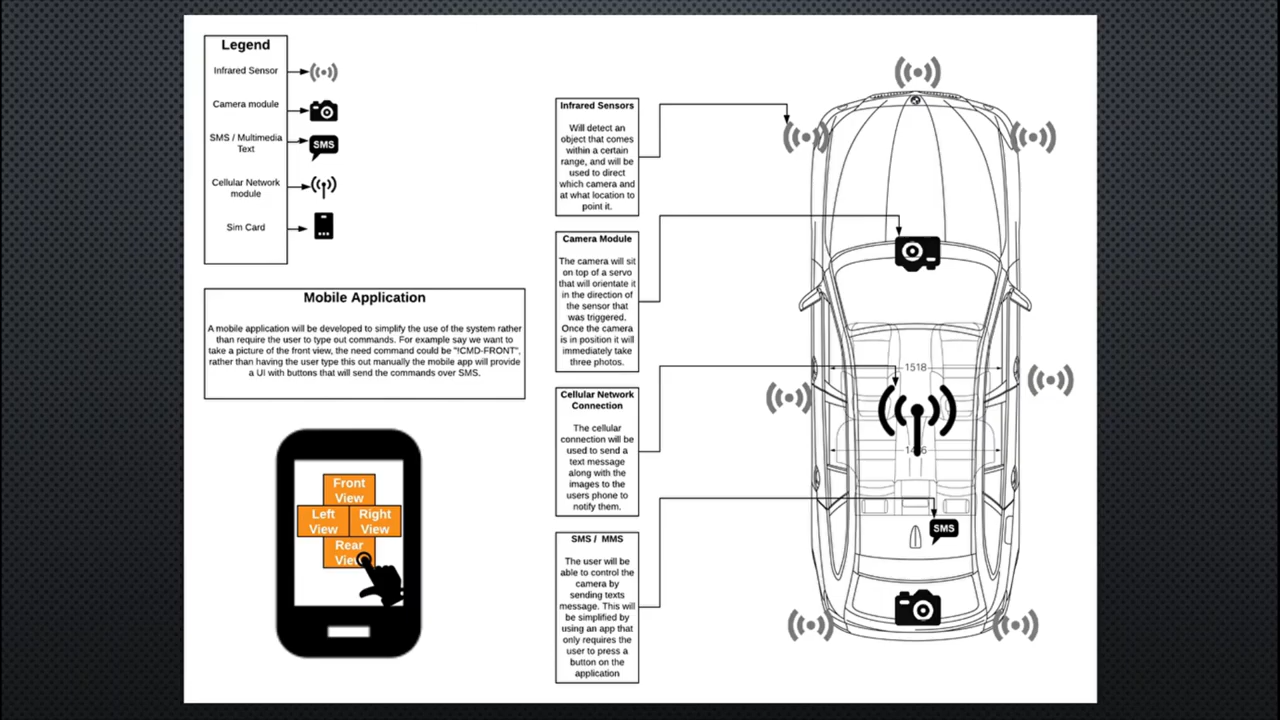 Legend
Infrared Sensor
Camera module
SMS / Multimedia
Text
SMS
Cellular Network
module
Sim Card
Mobile Application
A mobile application will be developed to simplify the use of the system rather
than require the user to type out commands. For example say we want to
take a picture of the front view, the need command could be "!CMD-FRONT",
rather than having the user type this out manually the mobile app will provide
a UI with buttons that will send the commands over SMS.
Front
View
Left
View
Right
View
Rear
View
Infrared Sensors
Will detect an
object that comes
within a certain
range, and will be
used to direct
which camera and
at what location to
point it.
Camera Module
The camera will sit
on top of a servo
that will orientate it
in the direction of
the sensor that
was triggered.
Once the camera
is in position it will
immediately take
three photos.
Cellular Network
Connection
The cellular
connection will be
used to send a
text message
along with the
images to the
users phone to
notify them.
SMS / MMS
The user will be
able to control the
camera by
sending texts
message. This will
be simplified by
using an app that
only requires the
user to press a
button on the
application
1518
SMS